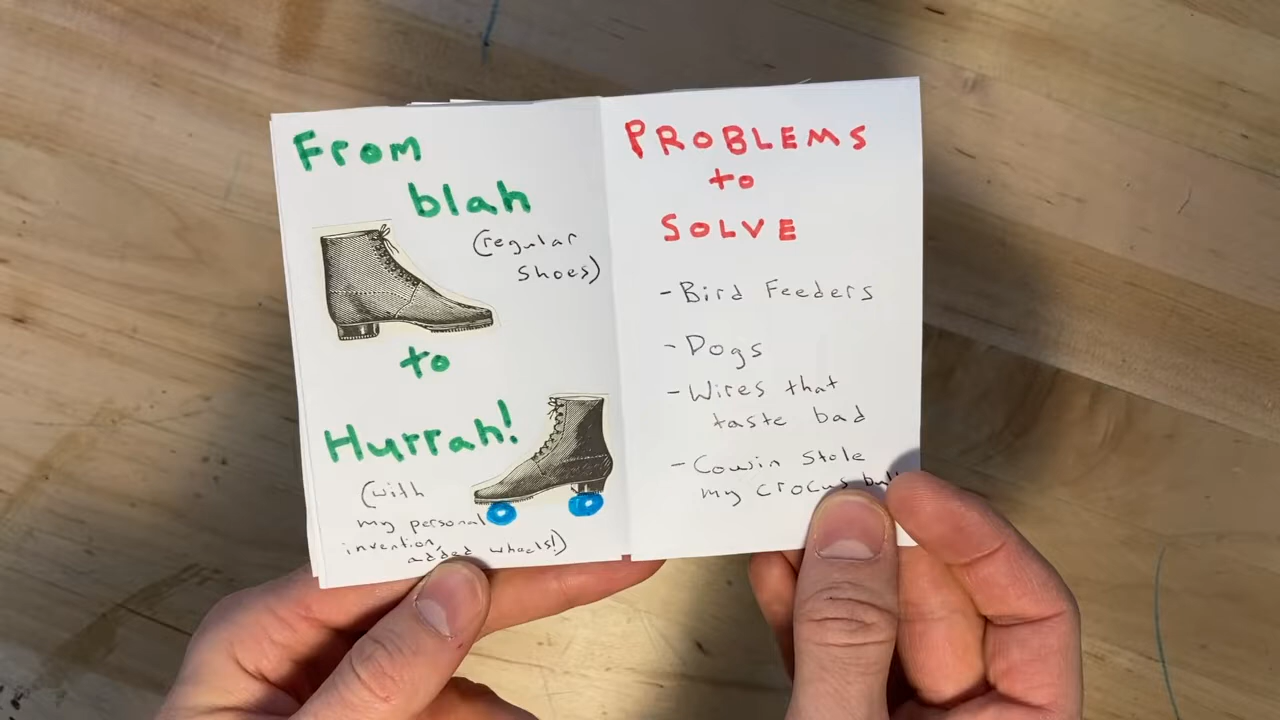 From
blah
(regular
shoes)
to
Hurrah!
(with
my personal
invention,
added wheels!)
PROBLEMS
to
SOLVE
- Bird Feeders
- Dogs
- Wires that
taste bad
- Cowin Stole
my crocus